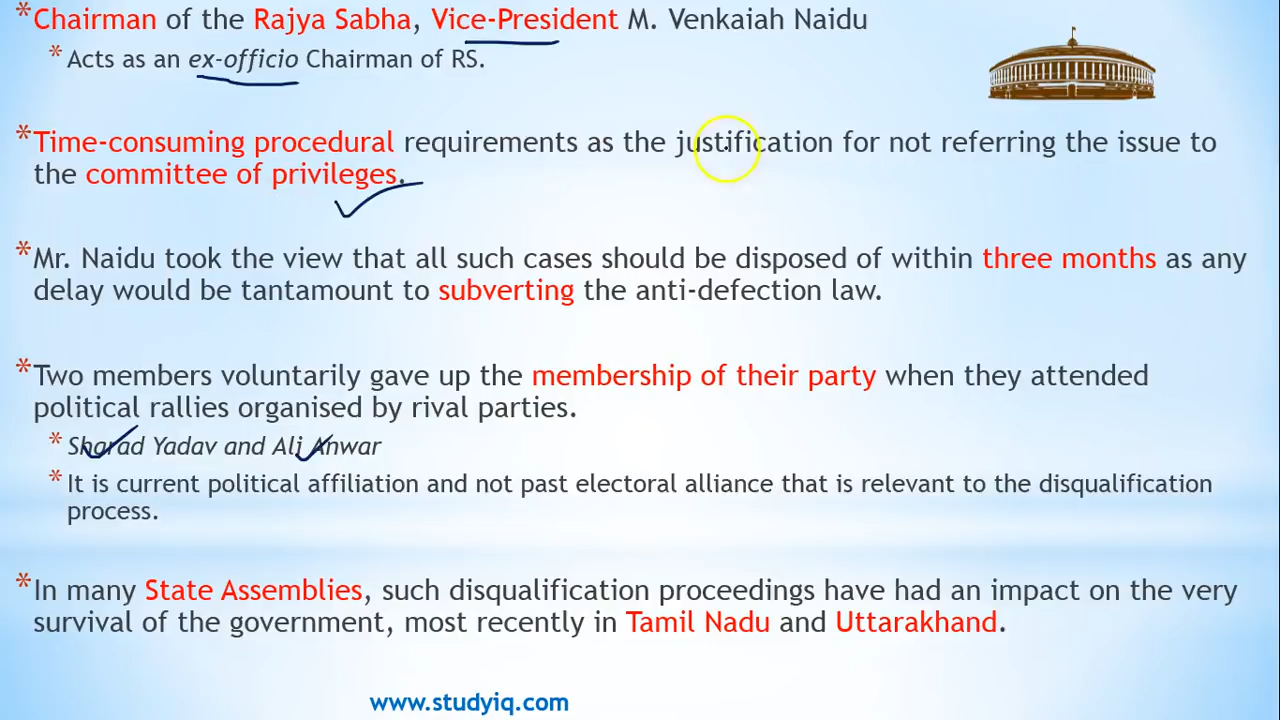 *Chairman of the Rajya Sabha, Vice-President M. Venkaiah Naidu
*Acts as an ex-officio Chairman of RS.
*Time-consuming procedural requirements as the justification for not referring the issue to
the committee of privileges.
*Mr. Naidu took the view that all such cases should be disposed of within three months as any
delay would be tantamount to subverting the anti-defection law.
*Two members voluntarily gave up the membership of their party when they attended
political rallies organised by rival parties.
*Sharad Yadav and Ali Anwar
*It is current political affiliation and not past electoral alliance that is relevant to the disqualification
process.
*In many State Assemblies, such disqualification proceedings have had an impact on the very
survival of the government, most recently in Tamil Nadu and Uttarakhand.
www.studyiq.com